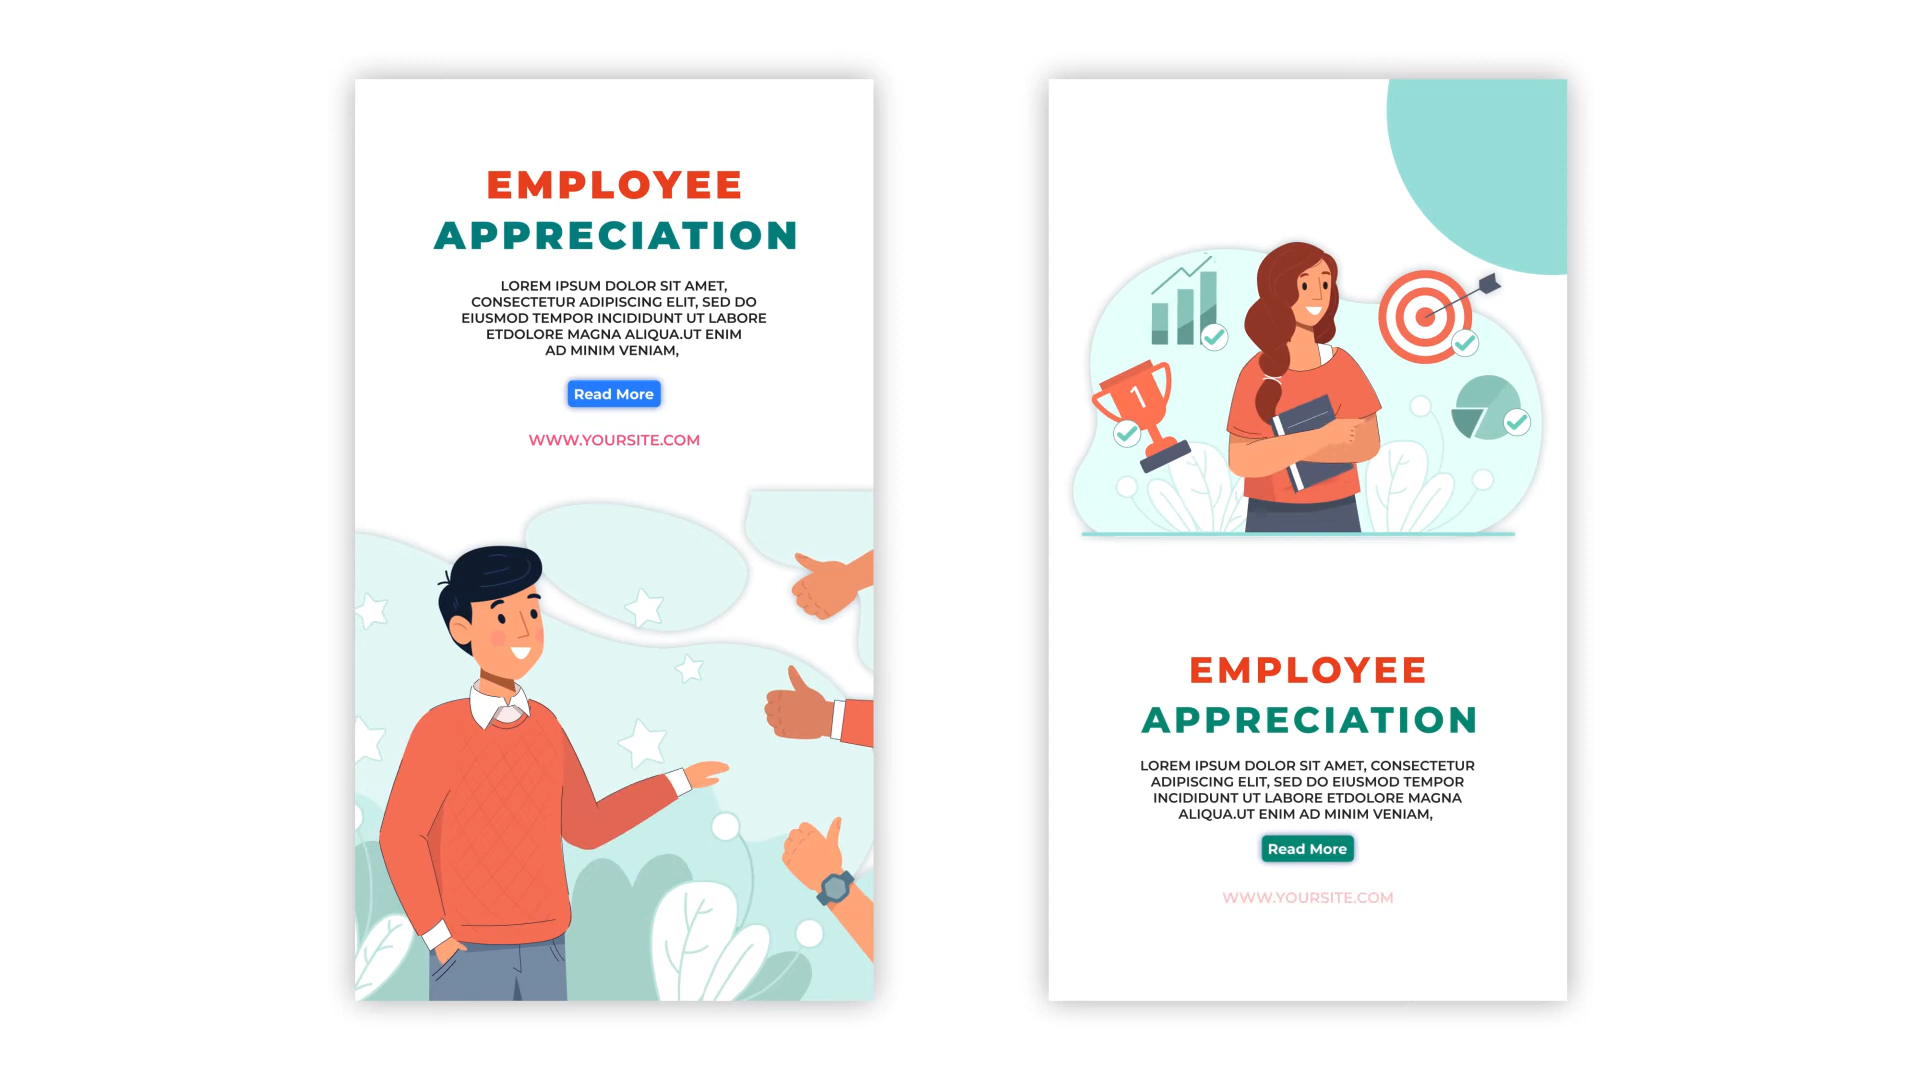 EMPLOYEE
APPRECIATION
LOREM IPSUM DOLOR SIT AMET,
CONSECTETUR ADIPISCING ELIT, SED DO
EIUSMOD TEMPOR INCIDIDUNT UT LABORE
ETDOLORE MAGNA ALIQUA.UT ENIM
AD MINIM VENIAM,
Read More
WWW.YOURSITE.COM
1
EMPLOYEE
APPRECIATION
LOREM IPSUM DOLOR SIT AMET, CONSECTETUR
ADIPISCING ELIT, SED DO EIUSMOD TEMPOR
INCIDIDUNT UT LABORE ETDOLORE MAGNA
ALIQUA.UT ENIM AD MINIM VENIAM,
Read More
WWW.YOURSITE.COM